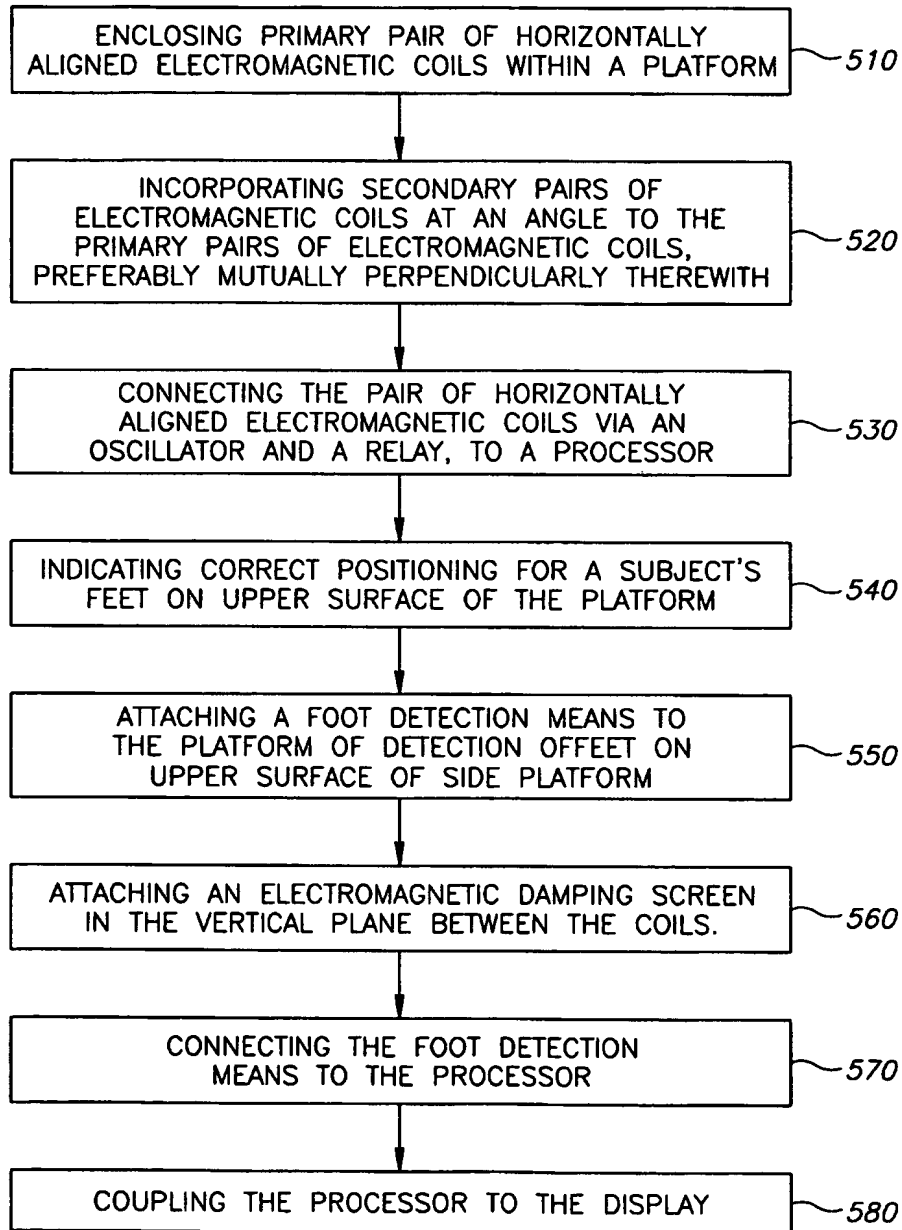 ENCLOSING PRIMARY PAIR OF HORIZONTALLY
ALIGNED ELECTROMAGNETIC COILS WITHIN A PLATFORM
510
INCORPORATING SECONDARY PAIRS OF
ELECTROMAGNETIC COILS AT AN ANGLE TO THE
PRIMARY PAIRS OF ELECTROMAGNETIC COILS,
PREFERABLY MUTUALLY PERPENDICULARLY THEREWITH
520
CONNECTING THE PAIR OF HORIZONTALLY
ALIGNED ELECTROMAGNETIC COILS VIA AN
OSCILLATOR AND A RELAY, TO A PROCESSOR
530
INDICATING CORRECT POSITIONING FOR A SUBJECT'S
FEET ON UPPER SURFACE OF THE PLATFORM
540
ATTACHING A FOOT DETECTION MEANS TO
THE PLATFORM OF DETECTION OFFEET ON
UPPER SURFACE OF SIDE PLATFORM
550
ATTACHING AN ELECTROMAGNETIC DAMPING SCREEN
IN THE VERTICAL PLANE BETWEEN THE COILS.
560
CONNECTING THE FOOT DETECTION
MEANS TO THE PROCESSOR
570
COUPLING THE PROCESSOR TO THE DISPLAY
580